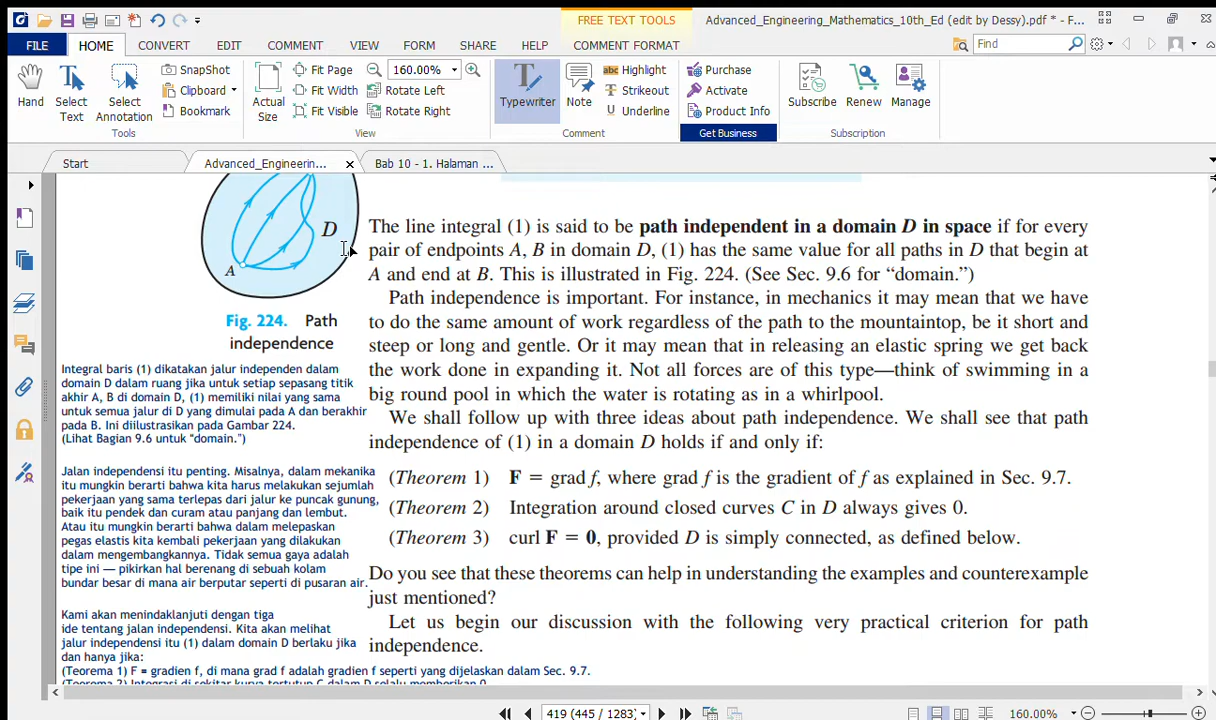 FREE TEXT TOOLS
Advanced_Engineering_Mathematics_10th_Ed (edit by Dessy).pdf * - F...
FILE HOME CONVERT EDIT COMMENT VIEW FORM SHARE HELP COMMENT FORMAT Find
Hand
Select Text
Select Annotation
SnapShot
Clipboard
Bookmark
Tools
Actual Size
Fit Page
Fit Width
Fit Visible
160.00%
Rotate Left
Rotate Right
View
Typewriter
Note
abc Highlight
Strikeout
Underline
Comment
Purchase
Activate
Product Info
Get Business
Subscribe
Renew
Manage
Subscription
Start
Advanced_Engineerin...
Bab 10 - 1. Halaman ...
D
A
Fig. 224. Path
independence
Integral baris (1) dikatakan jalur independen dalam
domain D dalam ruang jika untuk setiap sepasang titik
akhir A, B di domain D, (1) memiliki nilai yang sama
untuk semua jalur di D yang dimulai pada A dan berakhir
pada B. Ini diilustrasikan pada Gambar 224.
(Lihat Bagian 9.6 untuk "domain.")
Jalan independensi itu penting. Misalnya, dalam mekanika
itu mungkin berarti bahwa kita harus melakukan sejumlah
pekerjaan yang sama terlepas dari jalur ke puncak gunung,
baik itu pendek dan curam atau panjang dan lembut.
Atau itu mungkin berarti bahwa dalam melepaskan
pegas elastis kita kembali pekerjaan yang dilakukan
dalam mengembangkannya. Tidak semua gaya adalah
tipe ini — pikirkan hal berenang di sebuah kolam
bundar besar di mana air berputar seperti di pusaran air.
Kami akan menindaklanjuti dengan tiga
ide tentang jalan independensi. Kita akan melihat
jalur independensi itu (1) dalam domain D berlaku jika
dan hanya jika:
(Teorema 1) F = gradien f, di mana grad f adalah gradien f seperti yang dijelaskan dalam Sec. 9.7.
(Teorema 2) Integrasi di sekitar kurva tertutup C dalam D selalu memberikan 0.
The line integral (1) is said to be path independent in a domain D in space if for every
pair of endpoints A, B in domain D, (1) has the same value for all paths in D that begin at
A and end at B. This is illustrated in Fig. 224. (See Sec. 9.6 for “domain.”)
Path independence is important. For instance, in mechanics it may mean that we have
to do the same amount of work regardless of the path to the mountaintop, be it short and
steep or long and gentle. Or it may mean that in releasing an elastic spring we get back
the work done in expanding it. Not all forces are of this type—think of swimming in a
big round pool in which the water is rotating as in a whirlpool.
We shall follow up with three ideas about path independence. We shall see that path
independence of (1) in a domain D holds if and only if:
(Theorem 1) F = grad f, where grad f is the gradient of f as explained in Sec. 9.7.
(Theorem 2) Integration around closed curves C in D always gives 0.
(Theorem 3) curl F = 0, provided D is simply connected, as defined below.
Do you see that these theorems can help in understanding the examples and counterexample
just mentioned?
Let us begin our discussion with the following very practical criterion for path
independence.
419 (445 / 1283)
160.00%